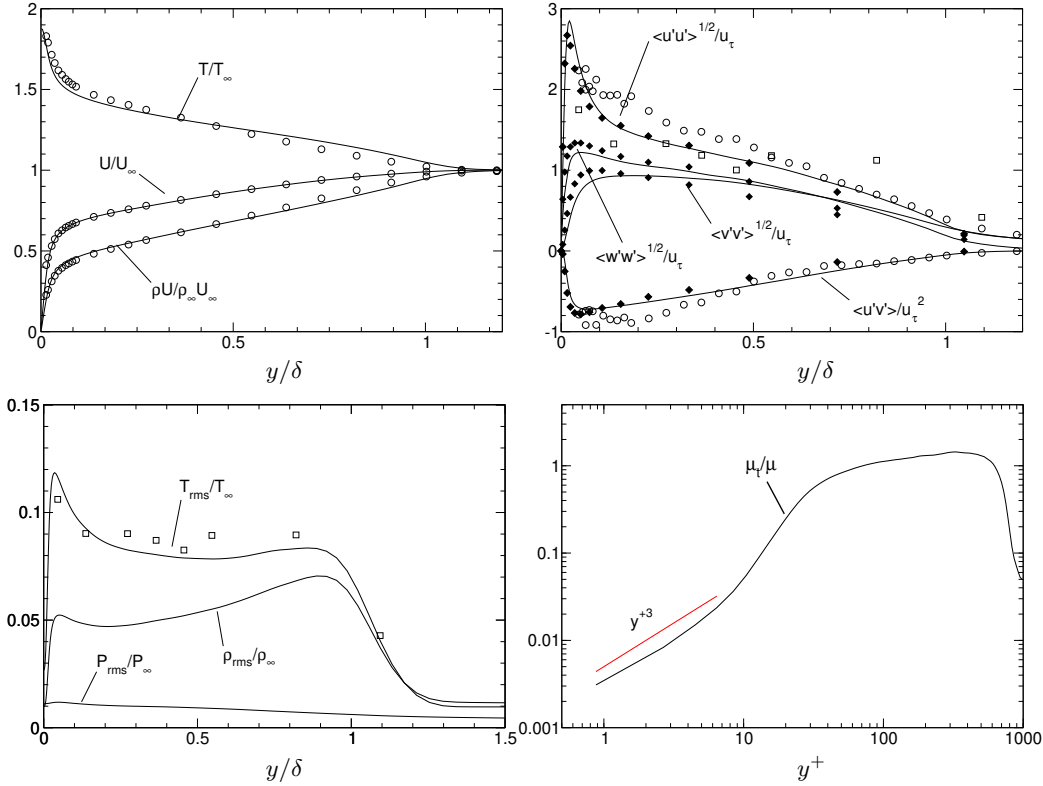 2
1.5
1
0.5
0
0
0.5
1
T/T∞
U/U∞
ρU/ρ∞U∞
y/δ
3
2
1
0
-1
0
0.5
1
<u'u'>1/2/uτ
<v'v'>1/2/uτ
<w'w'>1/2/uτ
<u'v'>/uτ2
y/δ
0.15
0.1
0.05
0
0
0.5
1
1.5
Trms/T∞
ρrms/ρ∞
Prms/P∞
y/δ
1
0.1
0.01
0.001
1
10
100
1000
μt/μ
y+3
y+